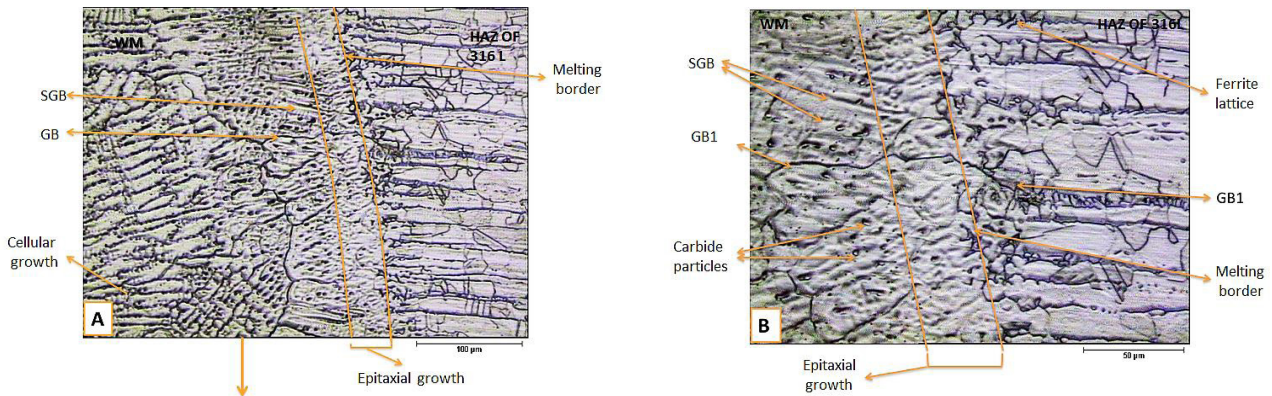 WM
HAZ OF
316 L
Melting
border
SGB
GB
Cellular
growth
A
100 µm
Epitaxial growth
WM
HAZ OF 316L
SGB
Ferrite
lattice
GB1
GB1
Carbide
particles
Melting
border
B
50 µm
Epitaxial
growth